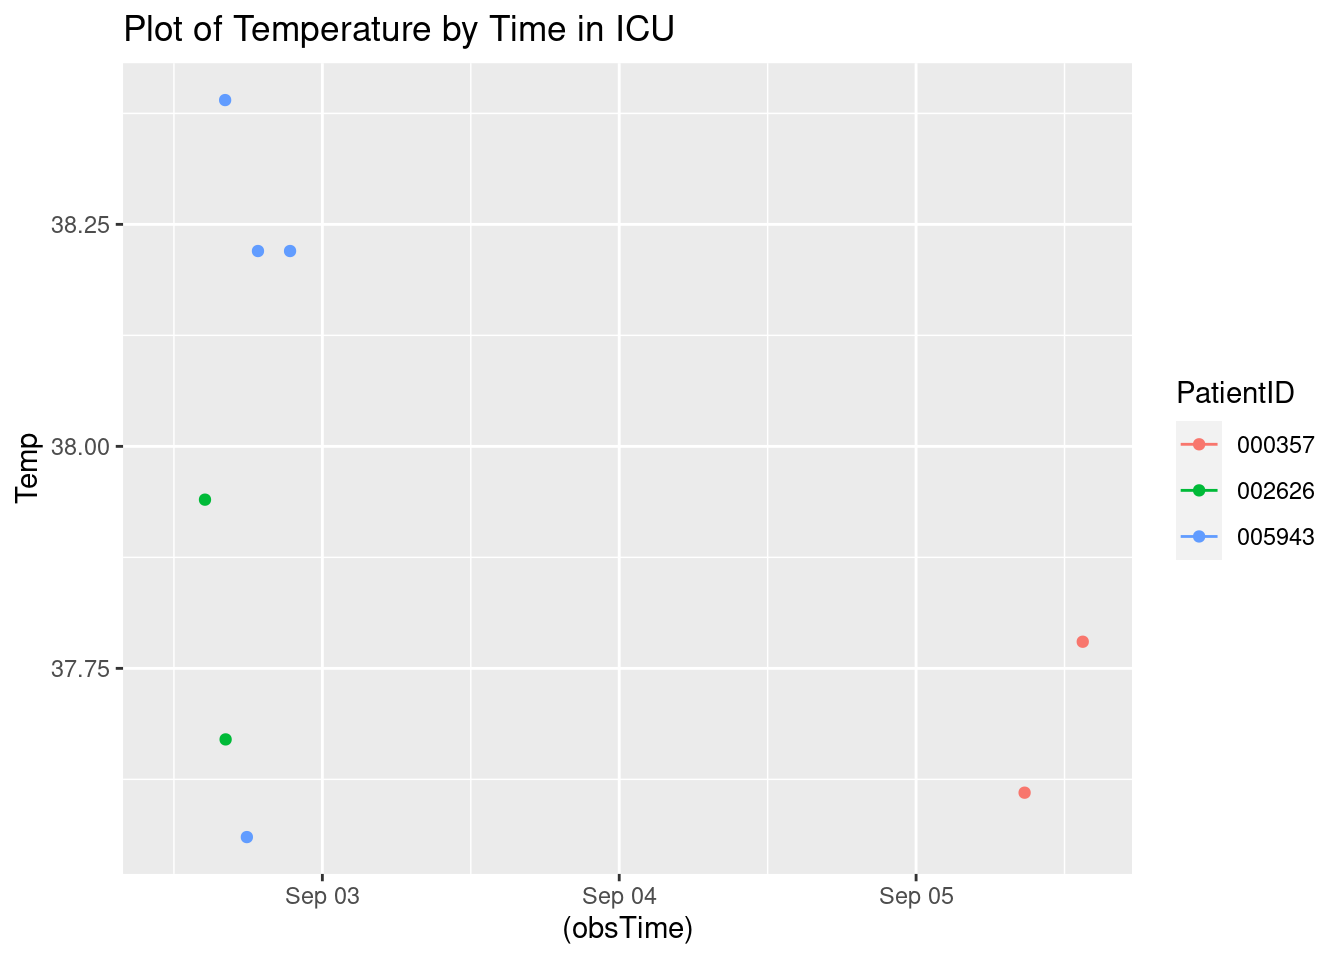 Plot of Temperature by Time in ICU
38.25
38.00
37.75
Temp
Sep 03
Sep 04
Sep 05
(obsTime)
PatientID
000357
002626
005943